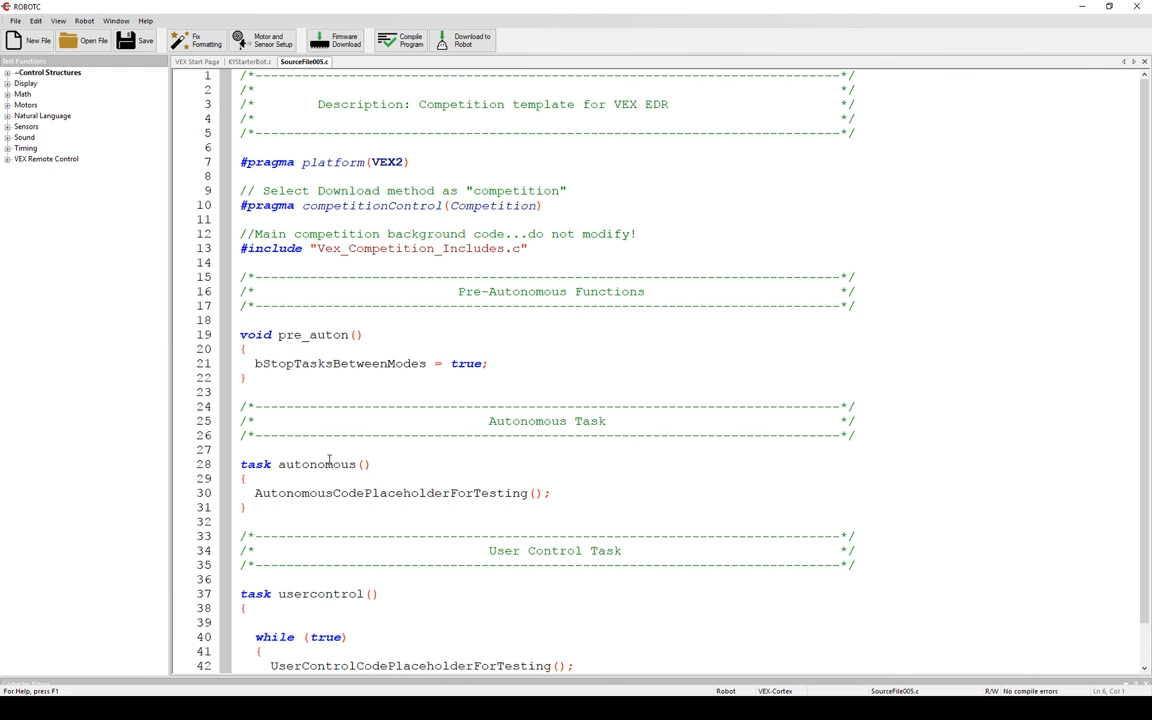 ROBOTC
File Edit View Robot Window Help
New File Open File Save Fix Formatting Motor and Sensor Setup Firmware Download Compile Program Download to Robot
Text Functions
VEX Start Page KYStarterBot.c SourceFile005.c
~Control Structures
Display
Math
Motors
Natural Language
Sensors
Sound
Timing
VEX Remote Control
1 /*---------------------------------------------------------------------------*/
2 /* */
3 /* Description: Competition template for VEX EDR */
4 /* */
5 /*---------------------------------------------------------------------------*/
6
7 #pragma platform(VEX2)
8
9 // Select Download method as "competition"
10 #pragma competitionControl(Competition)
11
12 //Main competition background code...do not modify!
13 #include "Vex_Competition_Includes.c"
14
15 /*---------------------------------------------------------------------------*/
16 /* Pre-Autonomous Functions */
17 /*---------------------------------------------------------------------------*/
18
19 void pre_auton()
20 {
21 bStopTasksBetweenModes = true;
22 }
23
24 /*---------------------------------------------------------------------------*/
25 /* Autonomous Task */
26 /*---------------------------------------------------------------------------*/
27
28 task autonomous()
29 {
30 AutonomousCodePlaceholderForTesting();
31 }
32
33 /*---------------------------------------------------------------------------*/
34 /* User Control Task */
35 /*---------------------------------------------------------------------------*/
36
37 task usercontrol()
38 {
39
40 while (true)
41 {
42 UserControlCodePlaceholderForTesting();
Compiler Errors
For Help, press F1 Robot VEX-Cortex SourceFile005.c R/W No compile errors Ln 6, Col 1